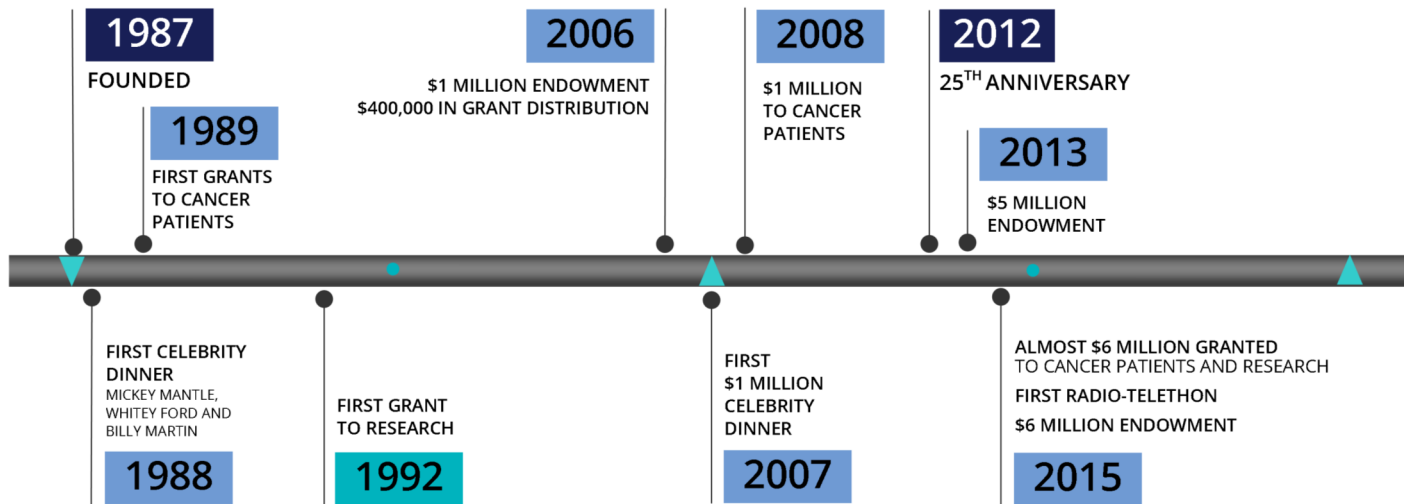 1987
FOUNDED
1989
FIRST GRANTS
TO CANCER
PATIENTS
2006
$1 MILLION ENDOWMENT
$400,000 IN GRANT DISTRIBUTION
2008
$1 MILLION
TO CANCER
PATIENTS
2012
25TH ANNIVERSARY
2013
$5 MILLION
ENDOWMENT
FIRST CELEBRITY
DINNER
MICKEY MANTLE,
WHITEY FORD AND
BILLY MARTIN
1988
FIRST GRANT
TO RESEARCH
1992
FIRST
$1 MILLION
CELEBRITY
DINNER
2007
ALMOST $6 MILLION GRANTED
TO CANCER PATIENTS AND RESEARCH
FIRST RADIO-TELETHON
$6 MILLION ENDOWMENT
2015